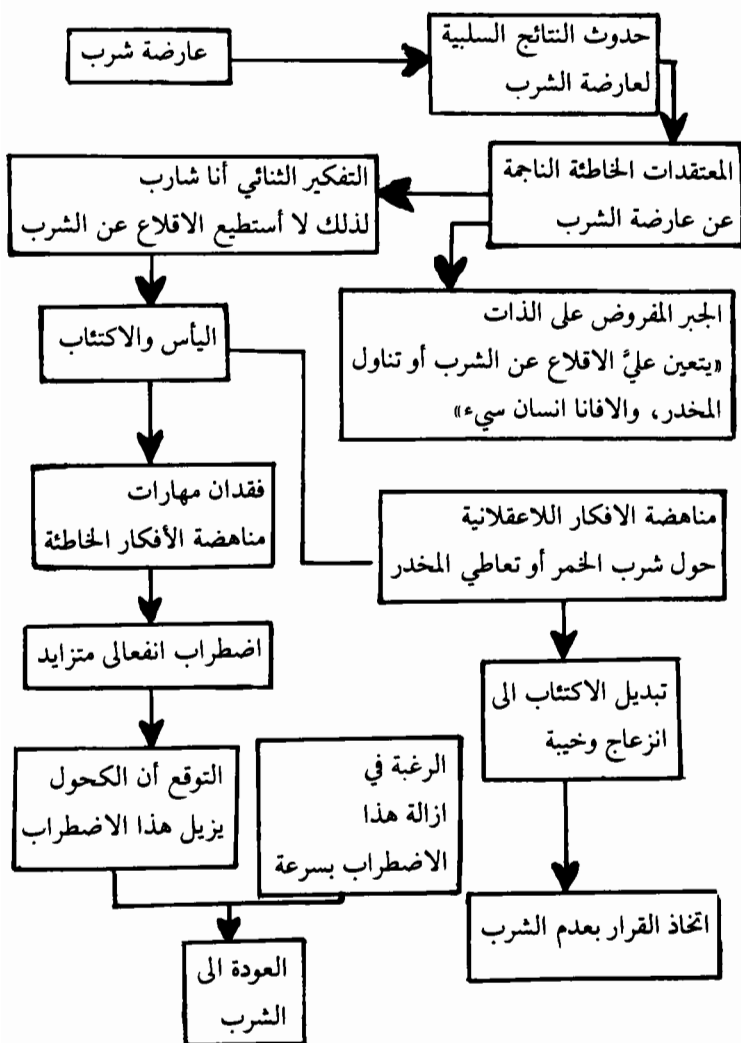 عارضة شرب
حدوث النتائج السلبية
لعارضة الشرب
المعتقدات الخاطئة الناجمة
عن عارضة الشرب
التفكير الثنائي أنا شارب
لذلك لا أستطيع الاقلاع عن الشرب
الجبر المفروض على الذات
«يتعين عليَّ الاقلاع عن الشرب أو تناول
المخدر، والافانا انسان سيء»
اليأس والاكتئاب
فقدان مهارات
مناهضة الأفكار الخاطئة
مناهضة الافكار اللاعقلانية
حول شرب الخمر أو تعاطي المخدر
اضطراب انفعالى متزايد
تبديل الاكتئاب الى
انزعاج وخيبة
التوقع أن الكحول
يزيل هذا الاضطراب
الرغبة في
ازالة هذا
الاضطراب بسرعة
اتخاذ القرار بعدم الشرب
العودة الى
الشرب